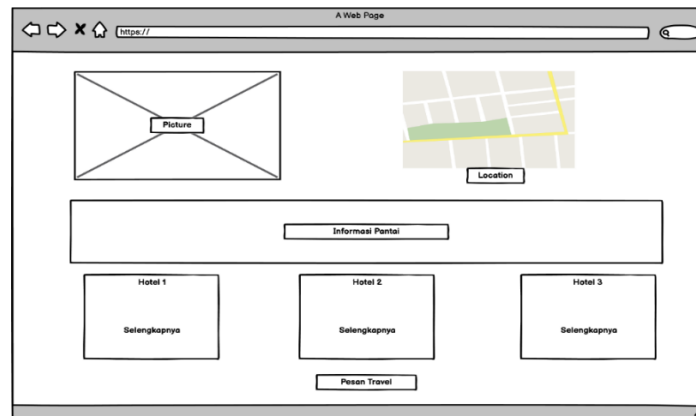 A Web Page
https://
Picture
Location
Informasi Pantai
Hotel 1
Selengkapnya
Hotel 2
Selengkapnya
Hotel 3
Selengkapnya
Pesan Travel